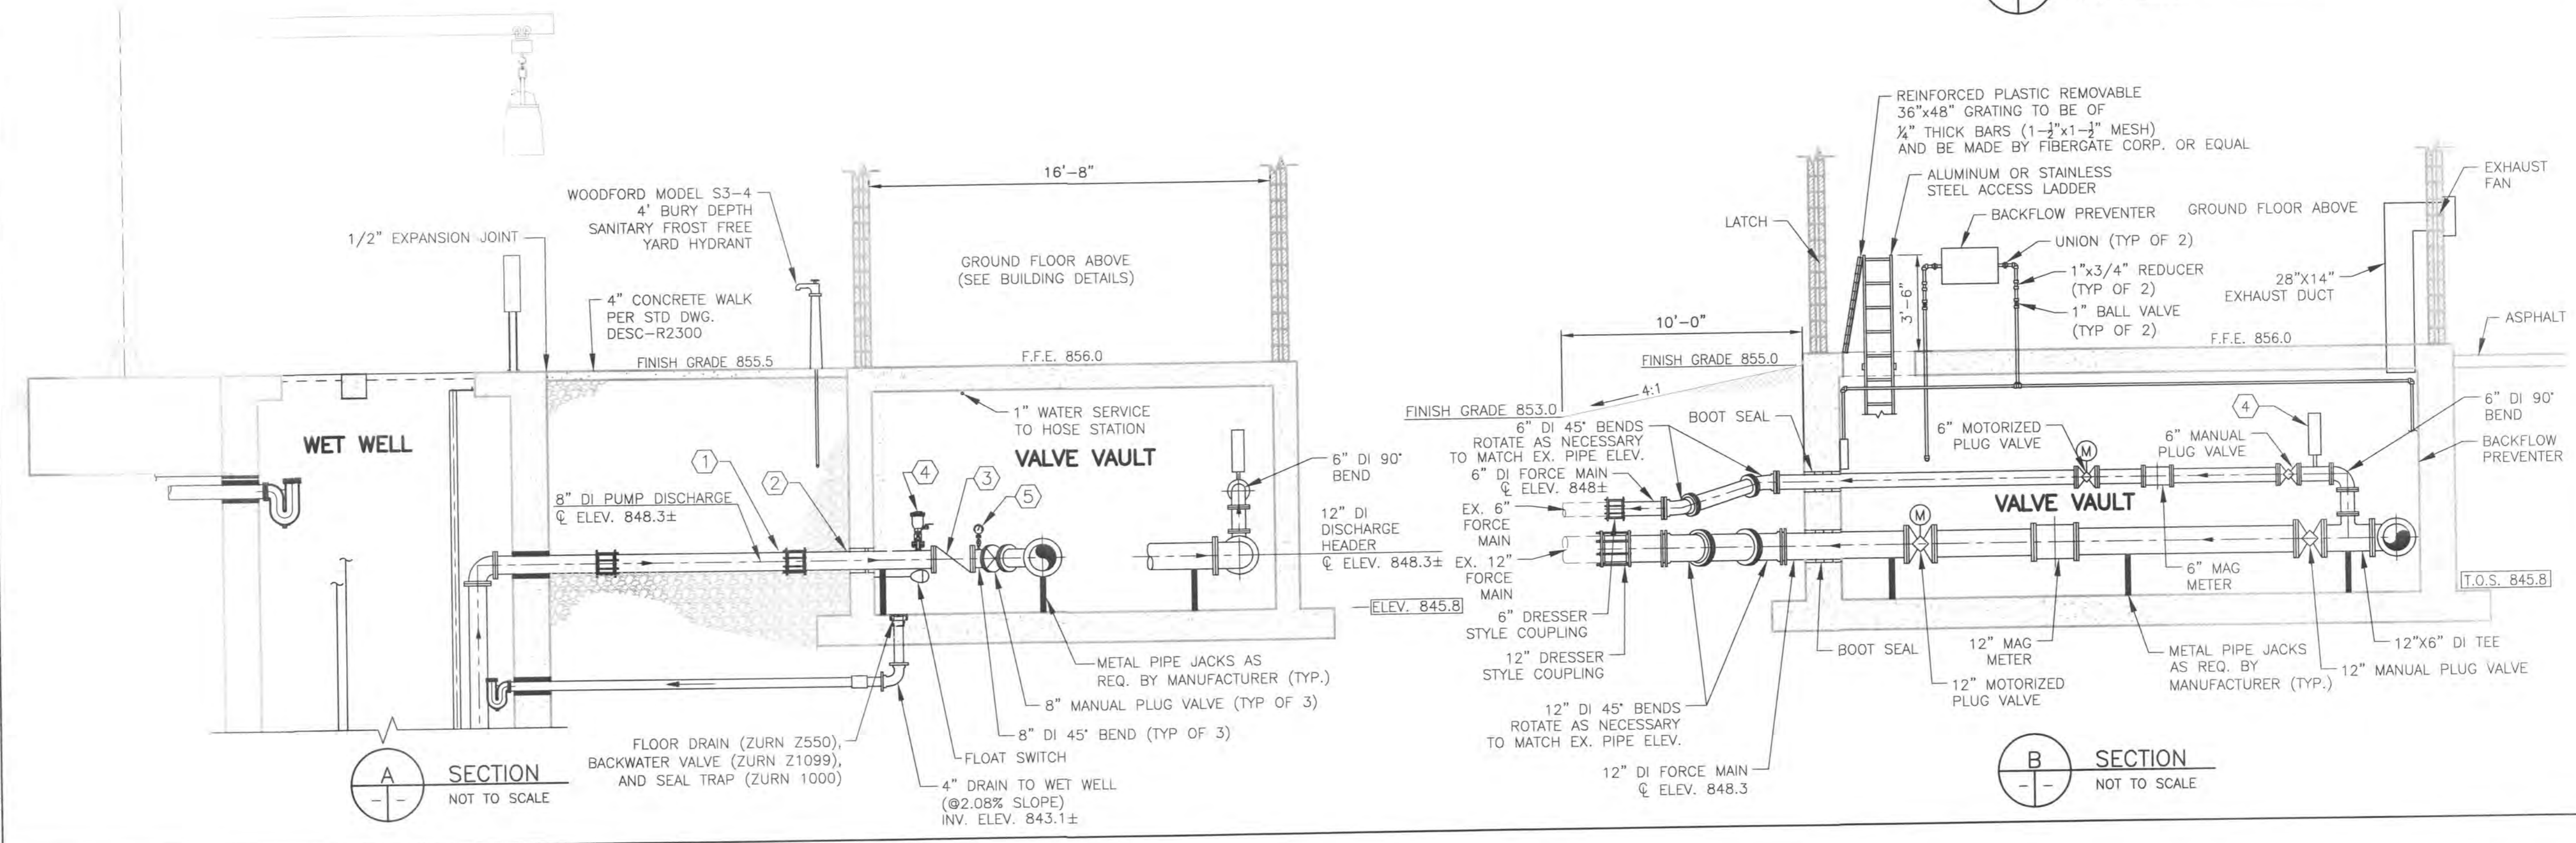 WOODFORD MODEL S3-4
4' BURY DEPTH
SANITARY FROST FREE
YARD HYDRANT
1/2" EXPANSION JOINT
4" CONCRETE WALK
PER STD DWG.
DESC-R2300
FINISH GRADE 855.5
16'-8"
GROUND FLOOR ABOVE
(SEE BUILDING DETAILS)
F.F.E. 856.0
WET WELL
1" WATER SERVICE
TO HOSE STATION
VALVE VAULT
1
2
4
3
5
8" DI PUMP DISCHARGE
℄ ELEV. 848.3±
6" DI 90°
BEND
12" DI
DISCHARGE
HEADER
℄ ELEV. 848.3±
ELEV. 845.8
METAL PIPE JACKS AS
REQ. BY MANUFACTURER (TYP.)
8" MANUAL PLUG VALVE (TYP OF 3)
8" DI 45° BEND (TYP OF 3)
FLOAT SWITCH
4" DRAIN TO WET WELL
(@2.08% SLOPE)
INV. ELEV. 843.1±
FLOOR DRAIN (ZURN Z550),
BACKWATER VALVE (ZURN Z1099),
AND SEAL TRAP (ZURN 1000)
A
- -
SECTION
NOT TO SCALE
REINFORCED PLASTIC REMOVABLE
36"x48" GRATING TO BE OF
1/4" THICK BARS (1-1/2"x1-1/2" MESH)
AND BE MADE BY FIBERGATE CORP. OR EQUAL
ALUMINUM OR STAINLESS
STEEL ACCESS LADDER
LATCH
BACKFLOW PREVENTER
GROUND FLOOR ABOVE
UNION (TYP OF 2)
1"x3/4" REDUCER
(TYP OF 2)
1" BALL VALVE
(TYP OF 2)
3'-6"
28"X14"
EXHAUST DUCT
EXHAUST
FAN
ASPHALT
F.F.E. 856.0
10'-0"
FINISH GRADE 855.0
4:1
FINISH GRADE 853.0
BOOT SEAL
6" DI 45° BENDS
ROTATE AS NECESSARY
TO MATCH EX. PIPE ELEV.
6" DI FORCE MAIN
℄ ELEV. 848±
EX. 6"
FORCE
MAIN
EX. 12"
FORCE
MAIN
6" MOTORIZED
PLUG VALVE
M
6" MANUAL
PLUG VALVE
4
6" DI 90°
BEND
BACKFLOW
PREVENTER
VALVE VAULT
M
6" MAG
METER
T.O.S. 845.8
6" DRESSER
STYLE COUPLING
12" DRESSER
STYLE COUPLING
BOOT SEAL
12" MAG
METER
12" MOTORIZED
PLUG VALVE
METAL PIPE JACKS
AS REQ. BY
MANUFACTURER (TYP.)
12"X6" DI TEE
12" MANUAL PLUG VALVE
12" DI 45° BENDS
ROTATE AS NECESSARY
TO MATCH EX. PIPE ELEV.
12" DI FORCE MAIN
℄ ELEV. 848.3
B
- -
SECTION
NOT TO SCALE